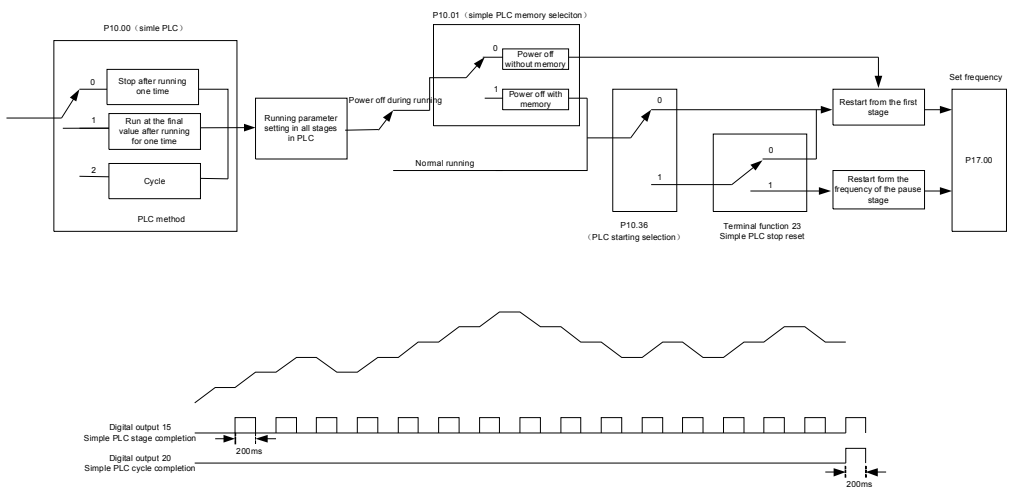 P10.00（simle PLC）
0
Stop after running
one time
1
Run at the final
value after running
for one time
2
Cycle
PLC method
Running parameter
setting in all stages
in PLC
Power off during running
Normal running
P10.01（simple PLC memory seleciton）
0
Power off
without memory
1
Power off with
memory
0
1
P10.36
（PLC starting selection）
0
1
Terminal function 23
Simple PLC stop reset
Restart from the first
stage
Restart form the
frequency of the pause
stage
Set frequency
P17.00
Digital output 15
Simple PLC stage completion
200ms
Digital output 20
Simple PLC cycle completion
200ms